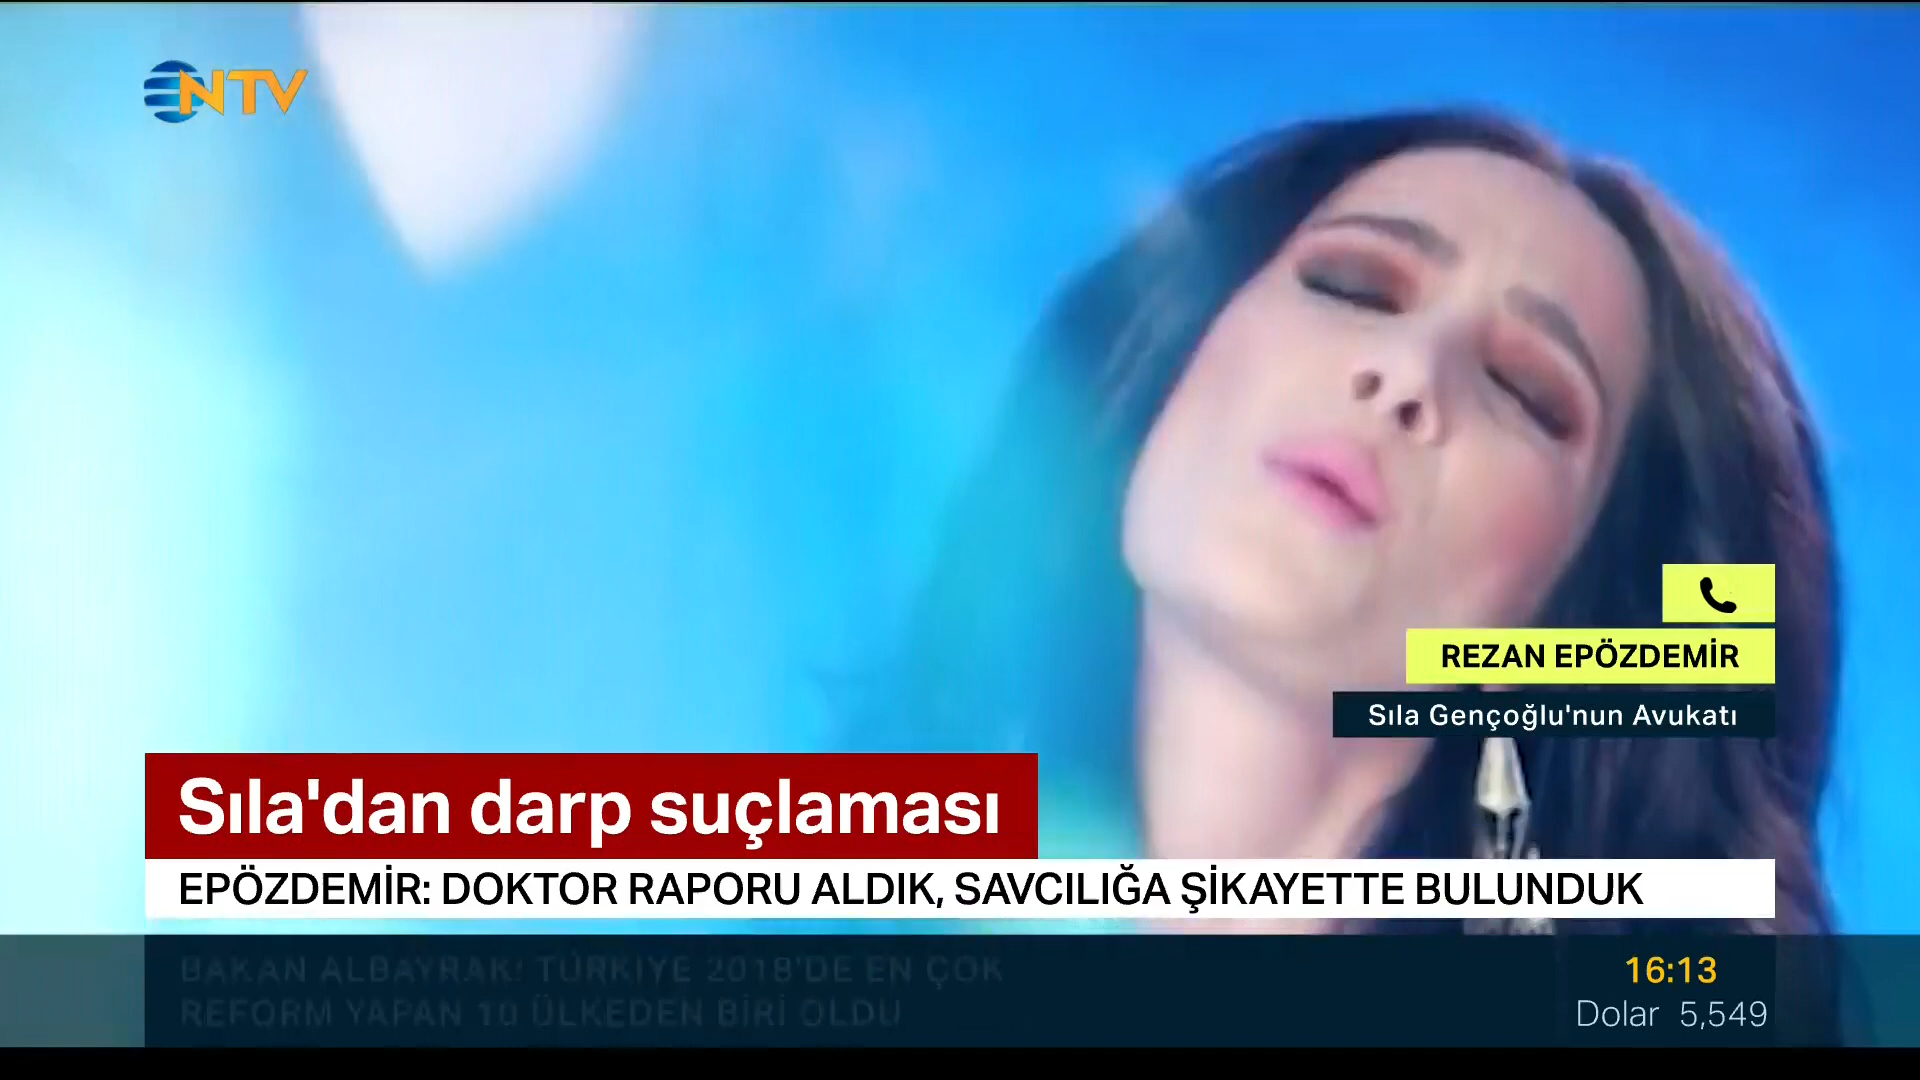 NTV
REZAN EPÖZDEMİR
Sıla Gençoğlu'nun Avukatı
Sıla'dan darp suçlaması
EPÖZDEMİR: DOKTOR RAPORU ALDIK, SAVCILIĞA ŞİKAYETTE BULUNDUK
BAKAN ALBAYRAK: TÜRKİYE 2018'DE EN ÇOK
REFORM YAPAN 10 ÜLKEDEN BİRİ OLDU
16:13
Dolar 5,549